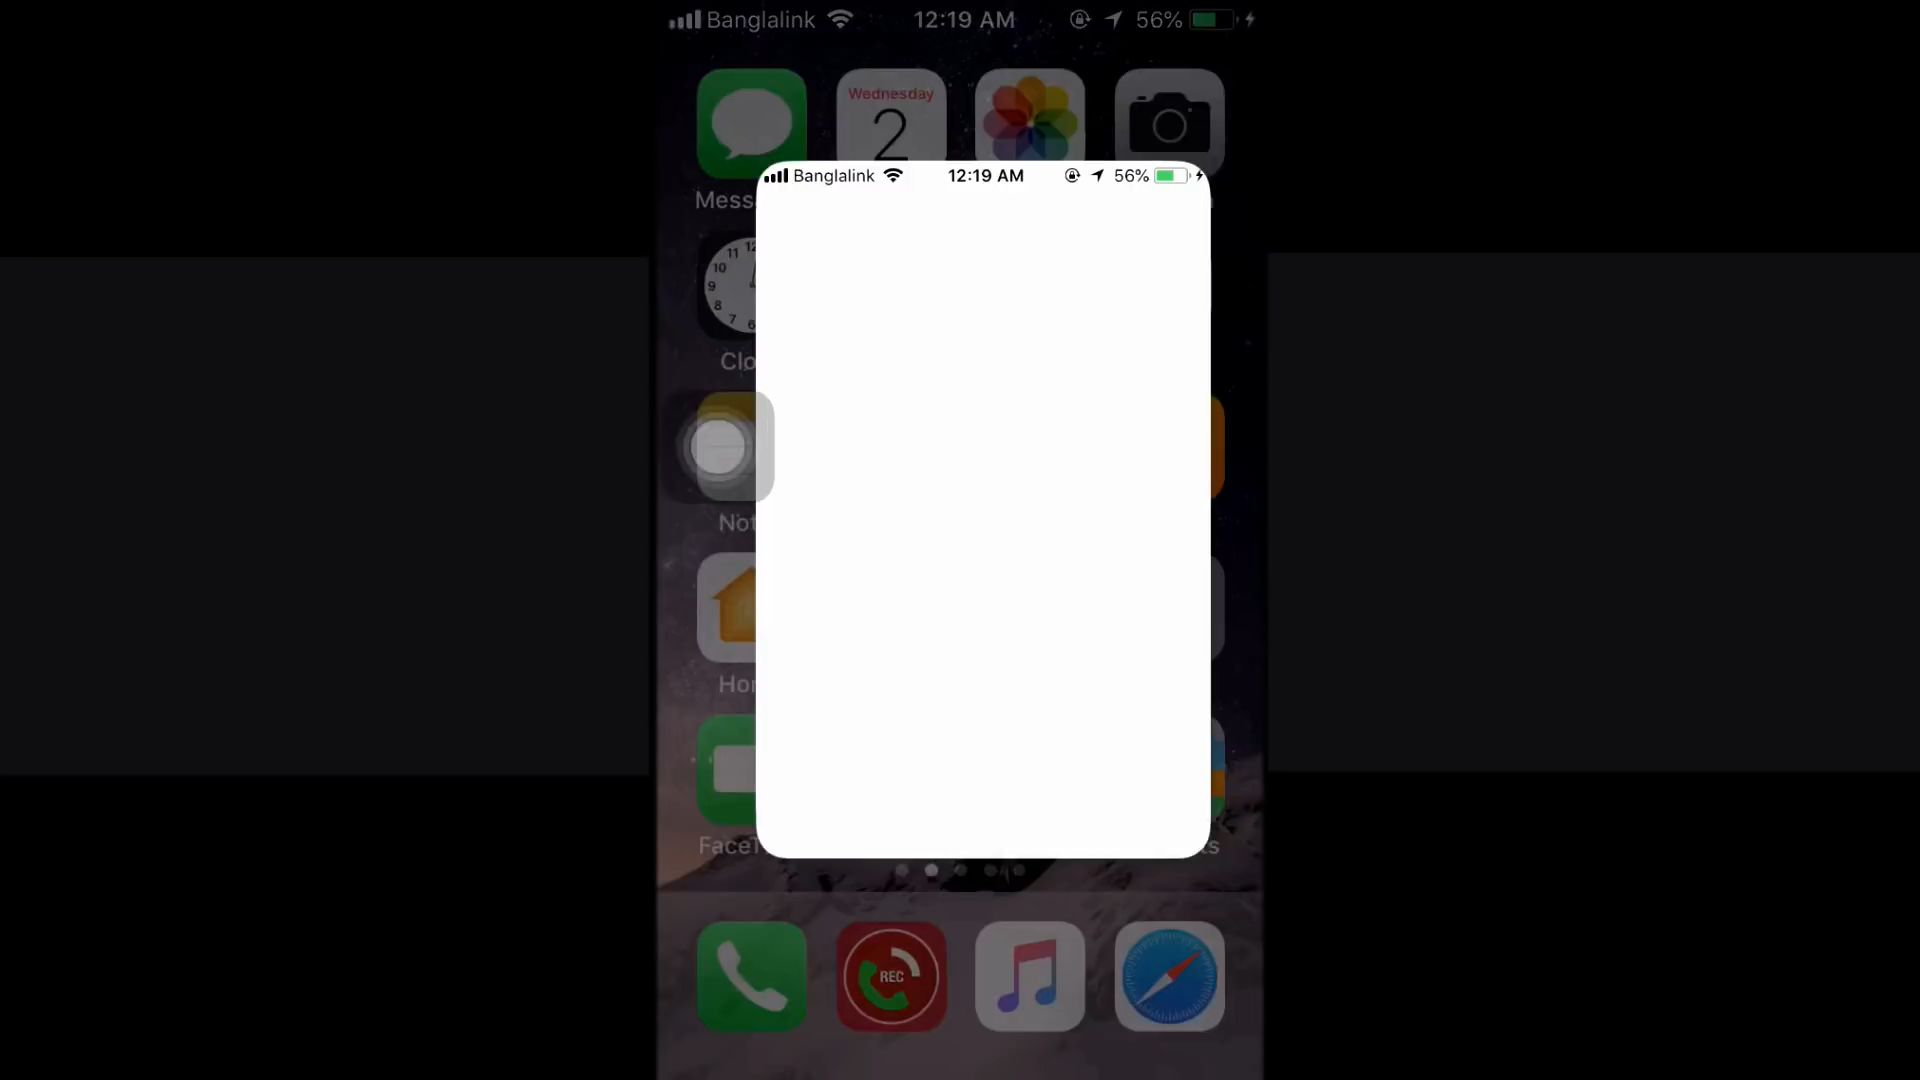 Banglalink 12:19 AM 56%
Wednesday
2
Banglalink 12:19 AM 56%
Mess
11 12
10
9
8
7 6
Clo
Not
Hor
FaceT
ts
REC